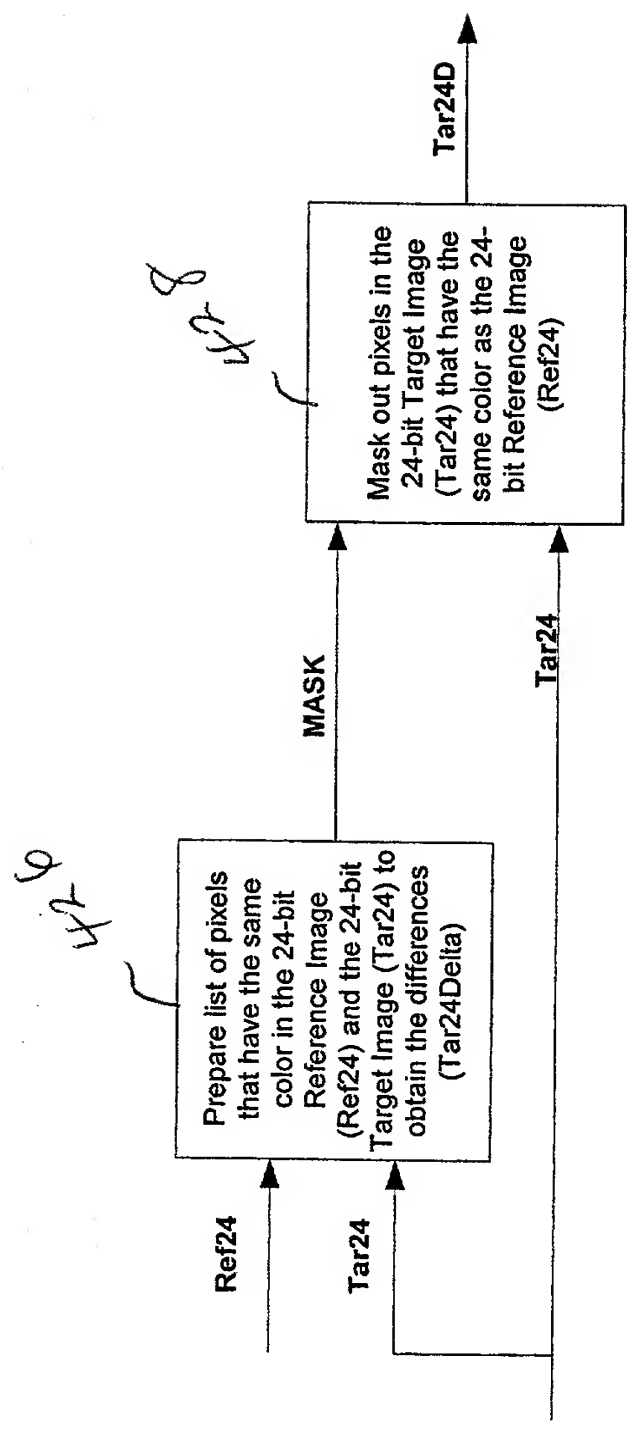 426
Ref24
Tar24
Prepare list of pixels
that have the same
color in the 24-bit
Reference Image
(Ref24) and the 24-bit
Target Image (Tar24) to
obtain the differences
(Tar24Delta)
MASK
Tar24
428
Mask out pixels in the
24-bit Target Image
(Tar24) that have the
same color as the 24-
bit Reference Image
(Ref24)
Tar24D